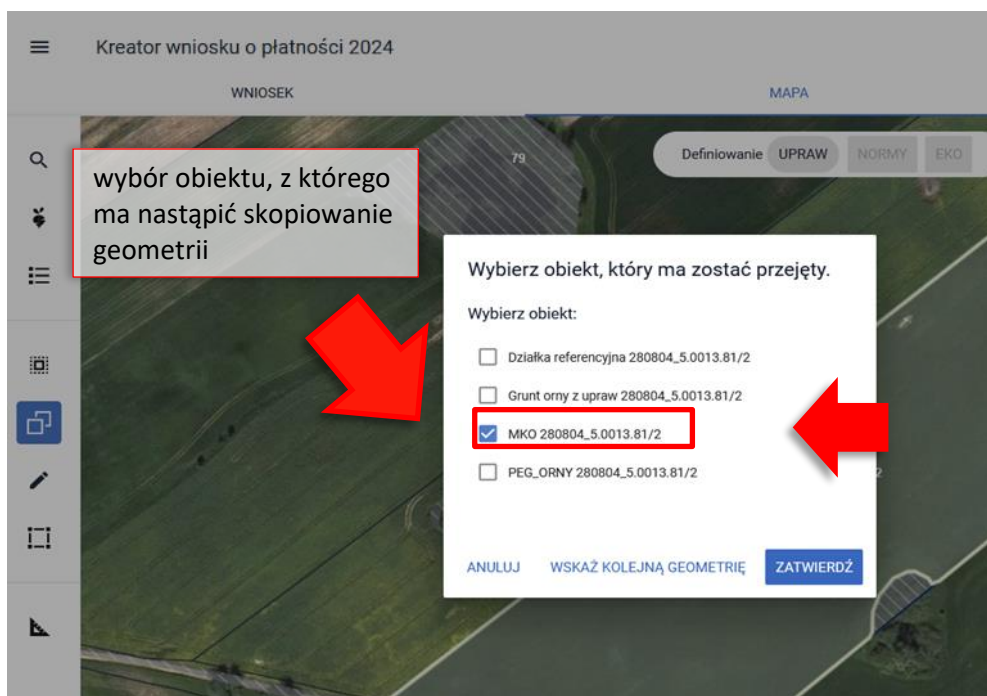 Kreator wniosku o płatności 2024
WNIOSEK
MAPA
79
Definiowanie UPRAW NORMY EKO
wybór obiektu, z którego
ma nastąpić skopiowanie
geometrii
Wybierz obiekt, który ma zostać przejęty.
Wybierz obiekt:
Działka referencyjna 280804_5.0013.81/2
Grunt orny z upraw 280804_5.0013.81/2
MKO 280804_5.0013.81/2
PEG_ORNY 280804_5.0013.81/2
2
ANULUJ WSKAŻ KOLEJNĄ GEOMETRIĘ ZATWIERDŹ